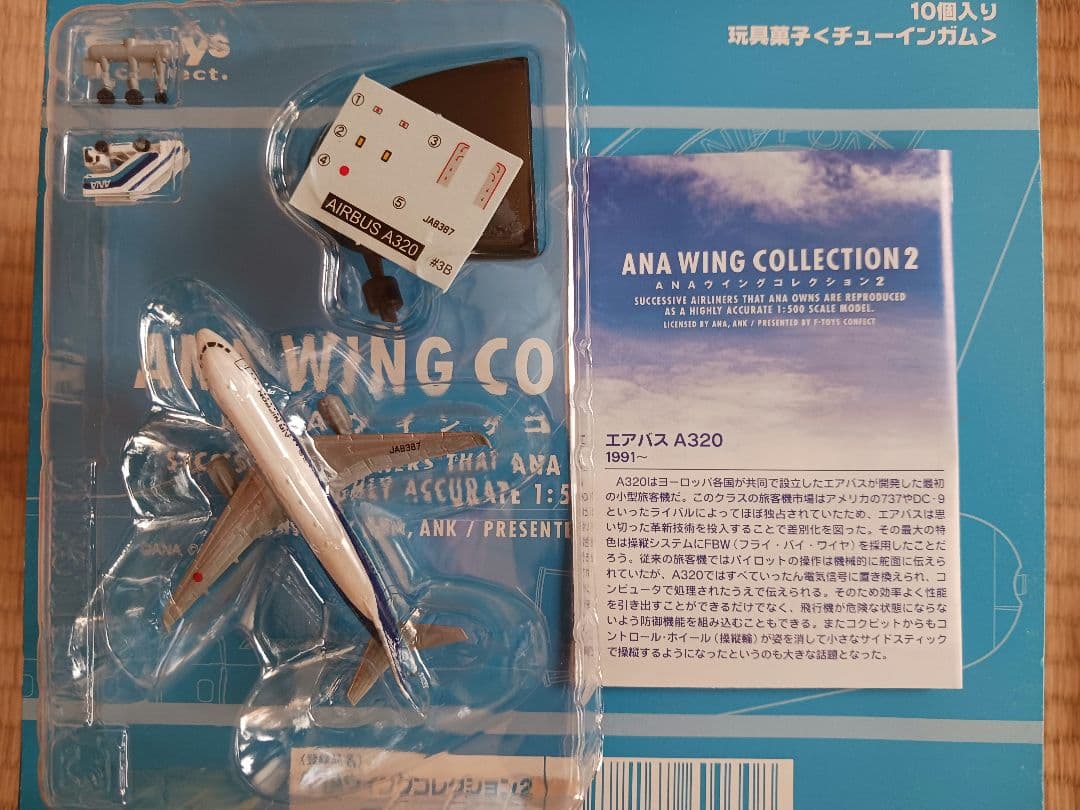 10個入り
玩具菓子<チューインガム>
ANA
①
②
③
④
⑤
JA8387
AIRBUS A320
#3B
ANA WING COLLECTION 2
ANAウイングコレクション2
SUCCESSIVE AIRLINERS THAT ANA OWNS ARE REPRODUCED
AS A HIGHLY ACCURATE 1:500 SCALE MODEL.
LICENSED BY ANA, ANK / PRESENTED BY F-TOYS CONFECT
エアバス A320
1991~
A320はヨーロッパ各国が共同で設立したエアバスが開発した最初
の小型旅客機だ。このクラスの旅客機市場はアメリカの737やDC-9
といったライバルによってほぼ独占されていたため、エアバスは思
い切った革新技術を投入することで差別化を図った。その最大の特
色は操縦システムにFBW(フライ・バイ・ワイヤ)を採用したことだ
ろう。従来の旅客機ではパイロットの操作は機械的に舵面に伝えら
れていたが、A320ではすべていったん電気信号に置き換えられ、コ
ンピュータで処理されたうえで伝えられる。そのため効率よく性能
を引き出すことができるだけでなく、飛行機が危険な状態にならな
いよう防御機能を組み込むこともできる。またコクピットからもコ
ントロール・ホイール(操縦輪)が姿を消して小さなサイドスティック
で操縦するようになったというのも大きな話題となった。
WING CO
THAT ANA
ACCURATE 1:5
, ANK / PRESENTE
JA8387
コレクション2